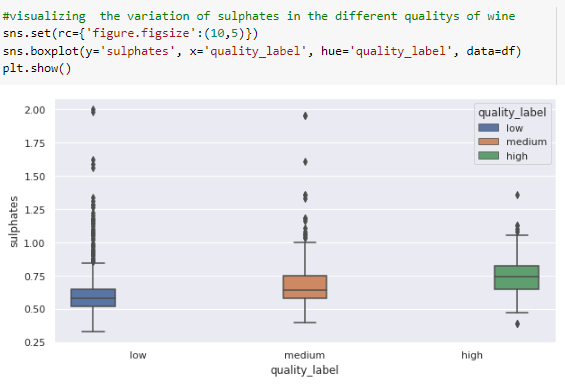 #visualizing  the variation of sulphates in the different qualitys of wine
sns.set(rc={'figure.figsize':(10,5)})
sns.boxplot(y='sulphates', x='quality_label', hue='quality_label', data=df)
plt.show()
quality_label
low
medium
high
2.00
1.75
1.50
1.25
1.00
0.75
0.50
0.25
sulphates
low medium high
quality_label